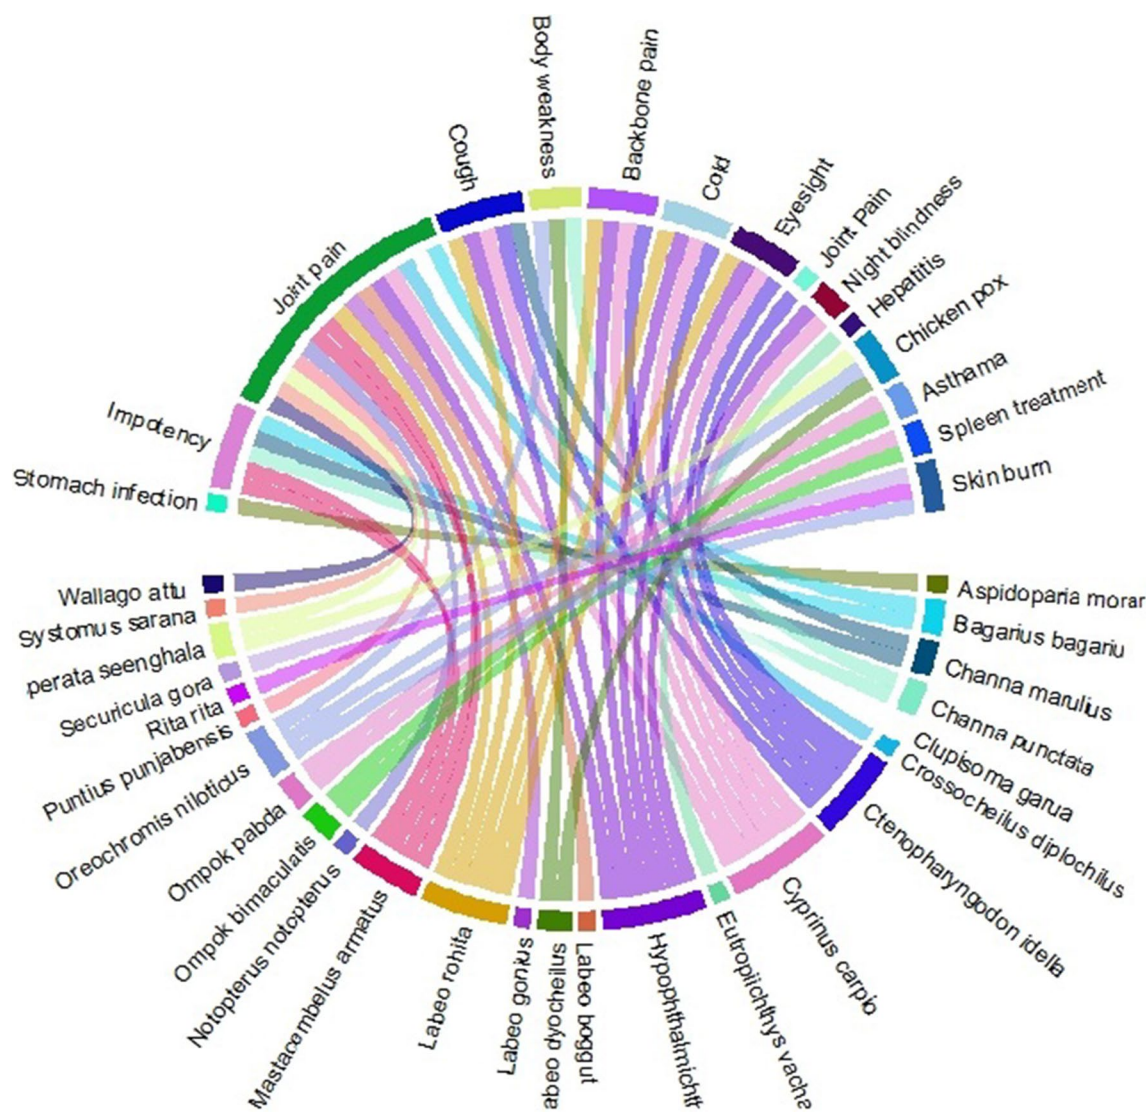 Body weakness
Backbone pain
Cold
Eyesight
Joint Pain
Night blindness
Hepatitis
Chicken pox
Asthama
Spleen treatment
Skin burn
Aspidoparia morar
Bagarius bagariu
Channa marulius
Channa punctata
Clupisoma garua
Crossocheilus diplochilus
Ctenopharyngodon idella
Cyprinus carpio
Eutropiichthys vacha
Hypophthalmichth
Labeo boggut
abeo dyocheilus
Labeo gonius
Labeo rohita
Mastacembelus armatus
Notopterus notopterus
Ompok bimaculatis
Ompok pabda
Oreochromis niloticus
Puntius punjabensis
Rita rita
Securicula gora
perata seenghala
Systomus sarana
Wallago attu
Stomach infection
Impotency
Joint pain
Cough